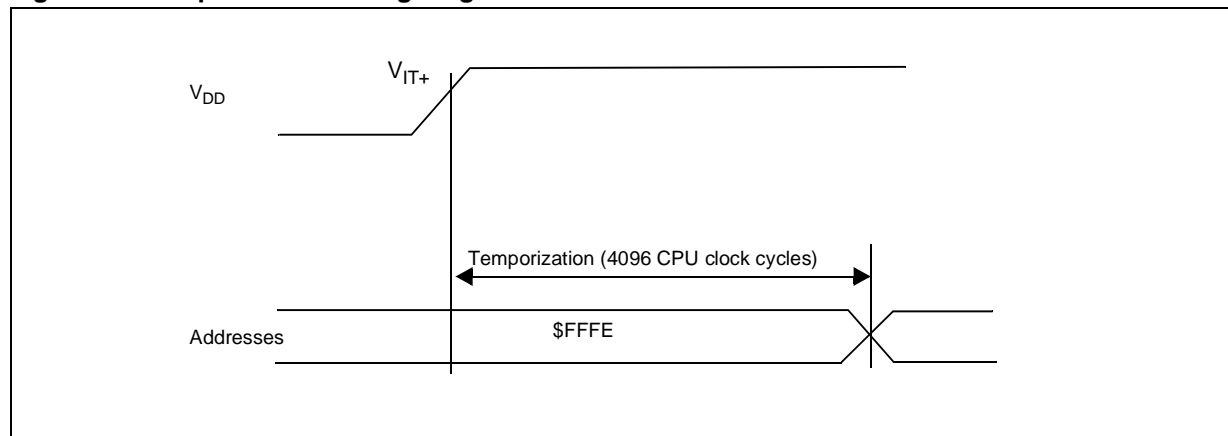 V_IT+
V_DD
Temporization (4096 CPU clock cycles)
$FFFE
Addresses